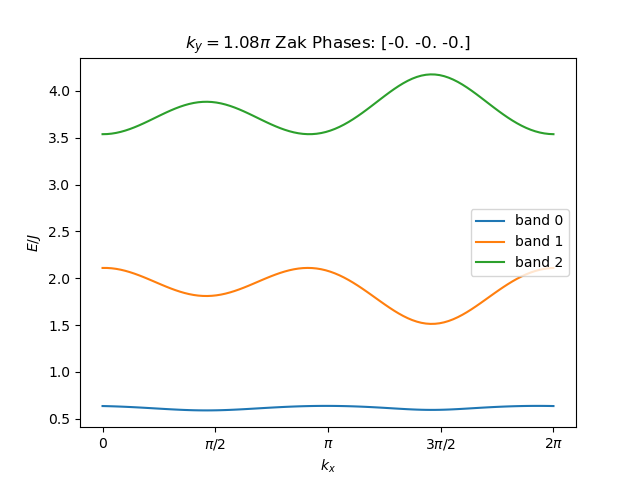 k_y = 1.08π Zak Phases: [-0. -0. -0.]
4.0
3.5
3.0
2.5
2.0
1.5
1.0
0.5
E/J
band 0
band 1
band 2
0 π/2 π 3π/2 2π
k_x